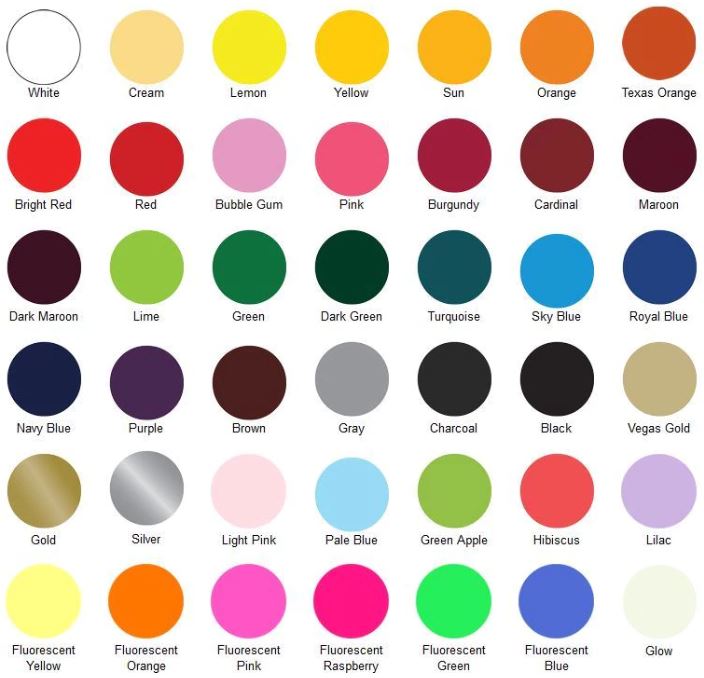 White Cream Lemon Yellow Sun Orange Texas Orange
Bright Red Red Bubble Gum Pink Burgundy Cardinal Maroon
Dark Maroon Lime Green Dark Green Turquoise Sky Blue Royal Blue
Navy Blue Purple Brown Gray Charcoal Black Vegas Gold
Gold Silver Light Pink Pale Blue Green Apple Hibiscus Lilac
Fluorescent Fluorescent Fluorescent Fluorescent Fluorescent Fluorescent Glow
Yellow Orange Pink Raspberry Green Blue